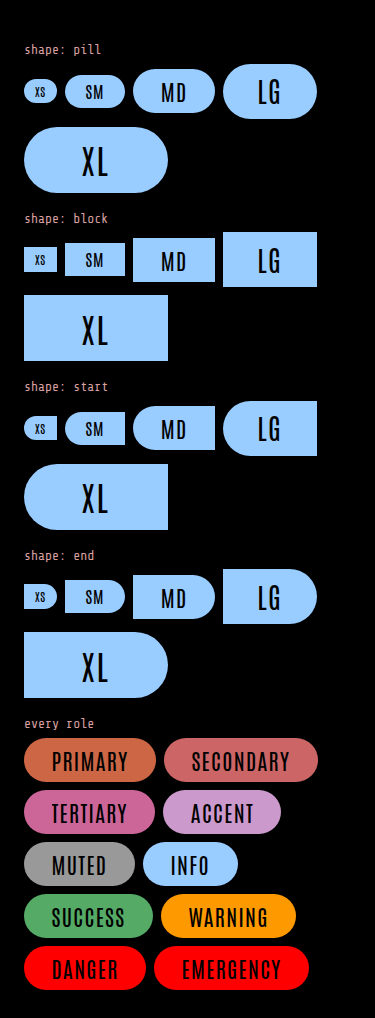 shape: pill
XS SM MD LG
XL
shape: block
XS SM MD LG
XL
shape: start
XS SM MD LG
XL
shape: end
XS SM MD LG
XL
every role
PRIMARY SECONDARY
TERTIARY ACCENT
MUTED INFO
SUCCESS WARNING
DANGER EMERGENCY